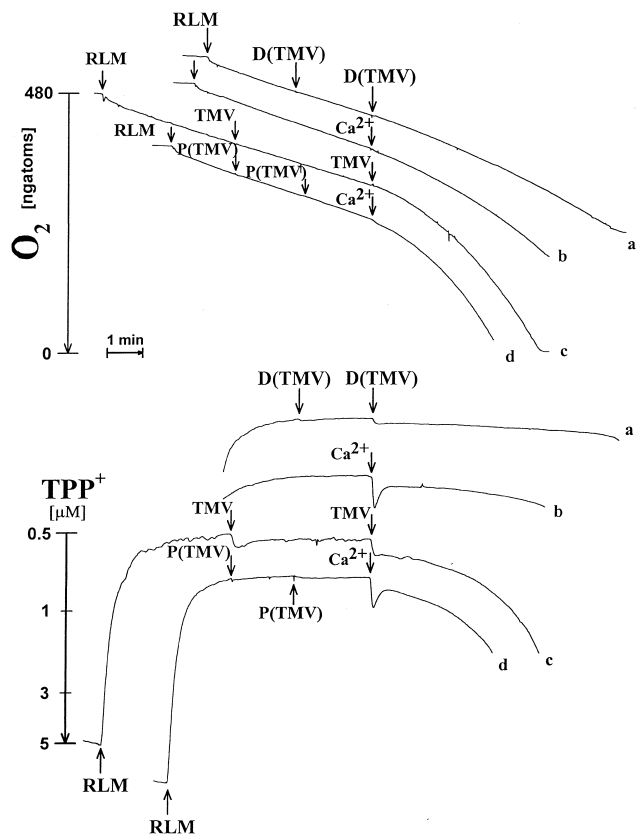 RLM
D(TMV)
RLM
D(TMV)
480
RLM
TMV
Ca2+
P(TMV)
TMV
P(TMV)
Ca2+
O2 [ngatoms]
a
b
1 min
0
d
c
D(TMV)
D(TMV)
a
Ca2+
TPP+
[µM]
TMV
TMV
b
0.5
P(TMV)
Ca2+
1
P(TMV)
d
c
3
5
RLM
RLM